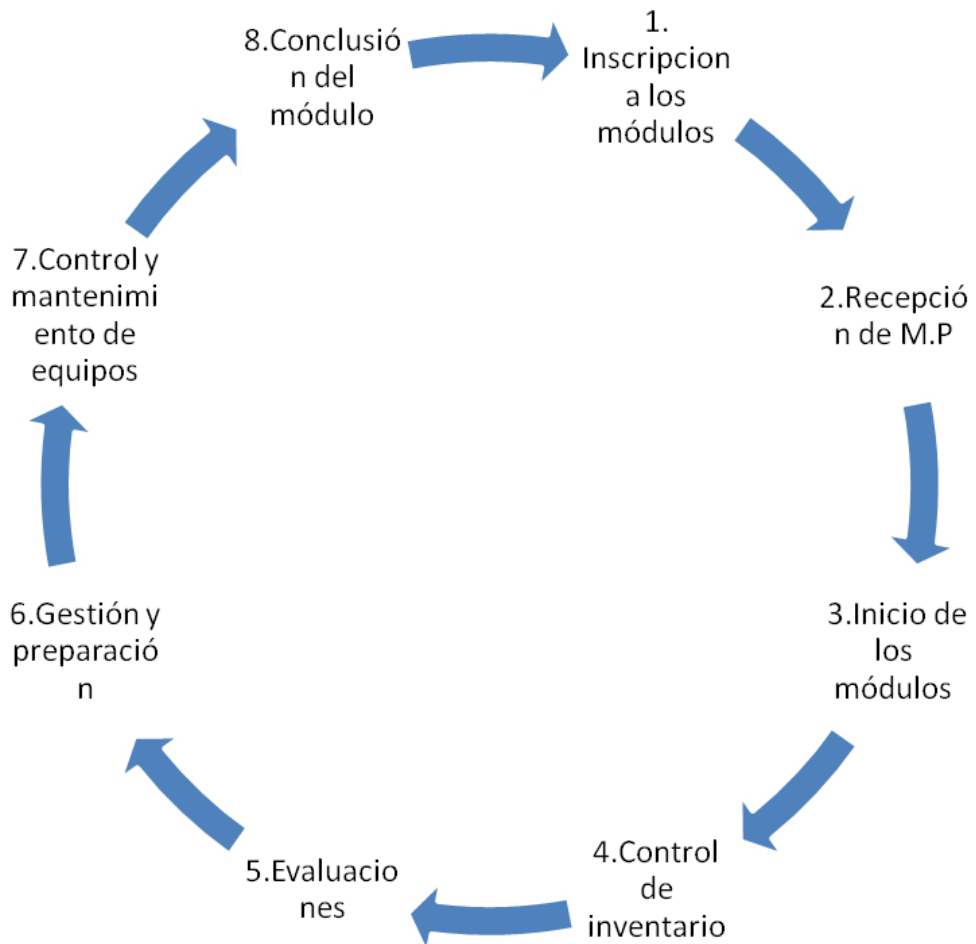 1.
Inscripcion
a los
módulos
2.Recepció
n de M.P
3.Inicio de
los
módulos
4.Control
de
inventario
5.Evaluacio
nes
6.Gestión y
preparació
n
7.Control y
mantenimi
ento de
equipos
8.Conclusió
n del
módulo